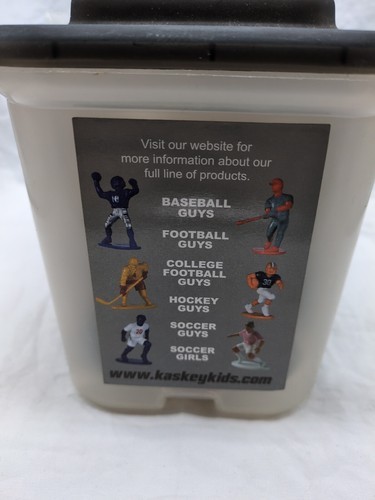 Visit our website for
more information about our
full line of products.
BASEBALL
GUYS
FOOTBALL
GUYS
COLLEGE
FOOTBALL
GUYS
HOCKEY
GUYS
SOCCER
GUYS
SOCCER
GIRLS
www.kaskeykids.com